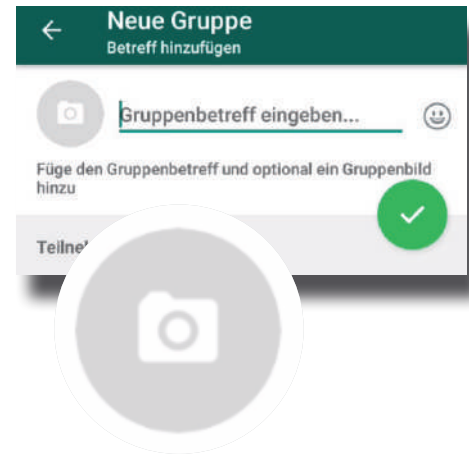 Neue Gruppe
Betreff hinzufügen
Gruppenbetreff eingeben...
Füge den Gruppenbetreff und optional ein Gruppenbild
hinzu